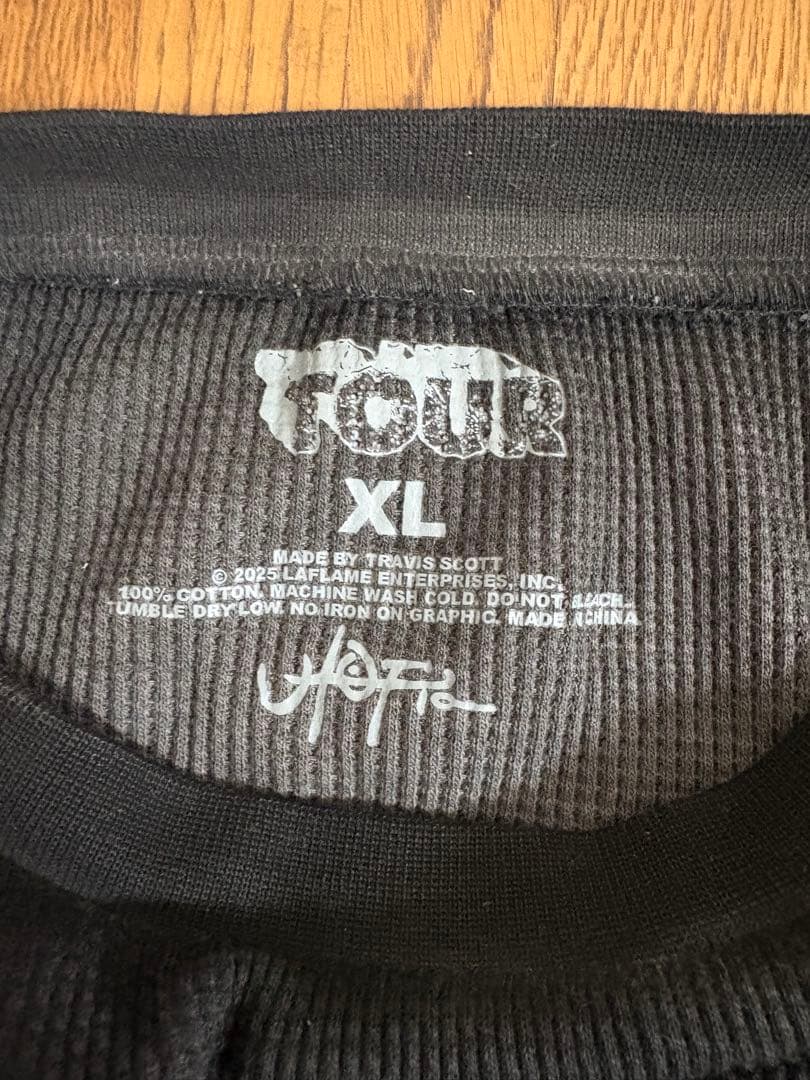 TOUR
XL
MADE BY TRAVIS SCOTT
© 2025 LAFLAME ENTERPRISES, INC.
100% COTTON. MACHINE WASH COLD. DO NOT BLEACH.
TUMBLE DRY LOW. NO IRON ON GRAPHIC. MADE CHINA
UTOPIA